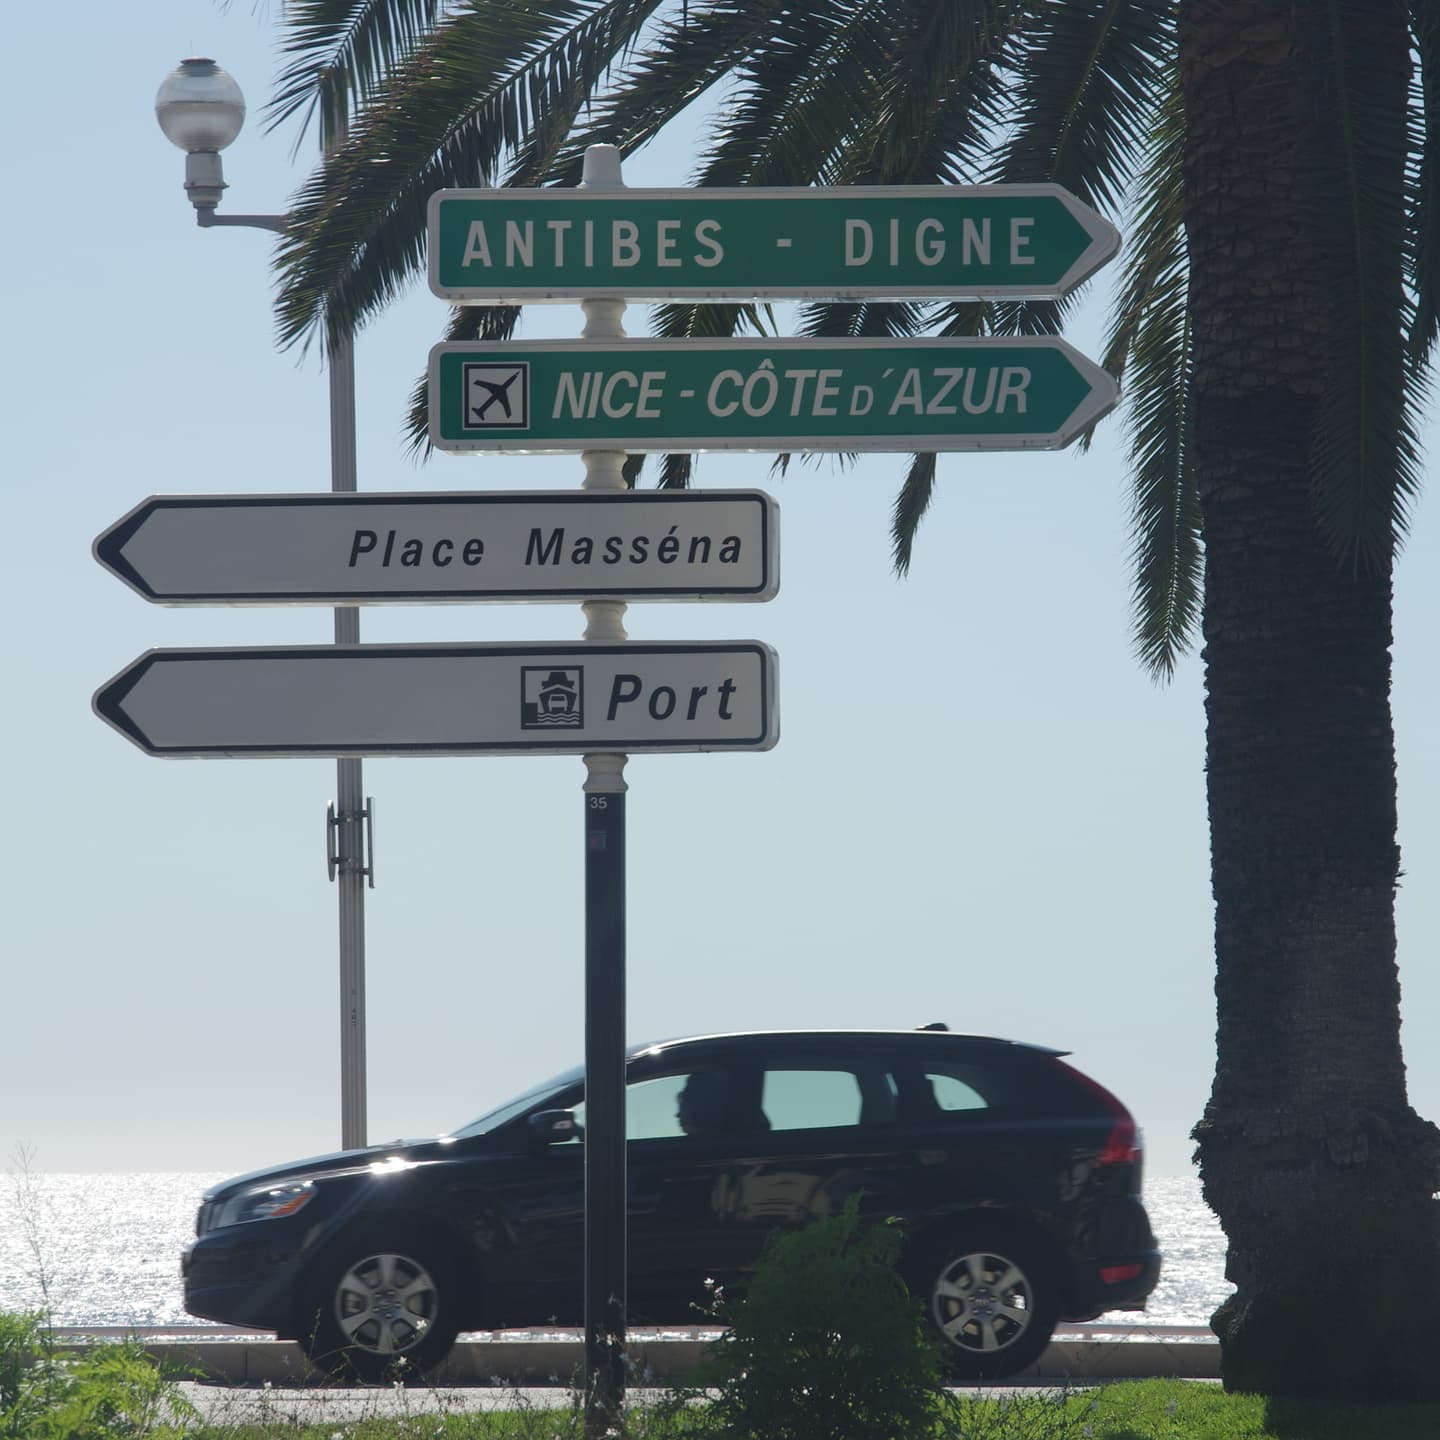 ANTIBES - DIGNE
NICE - CÔTE D'AZUR
Place Masséna
Port
35